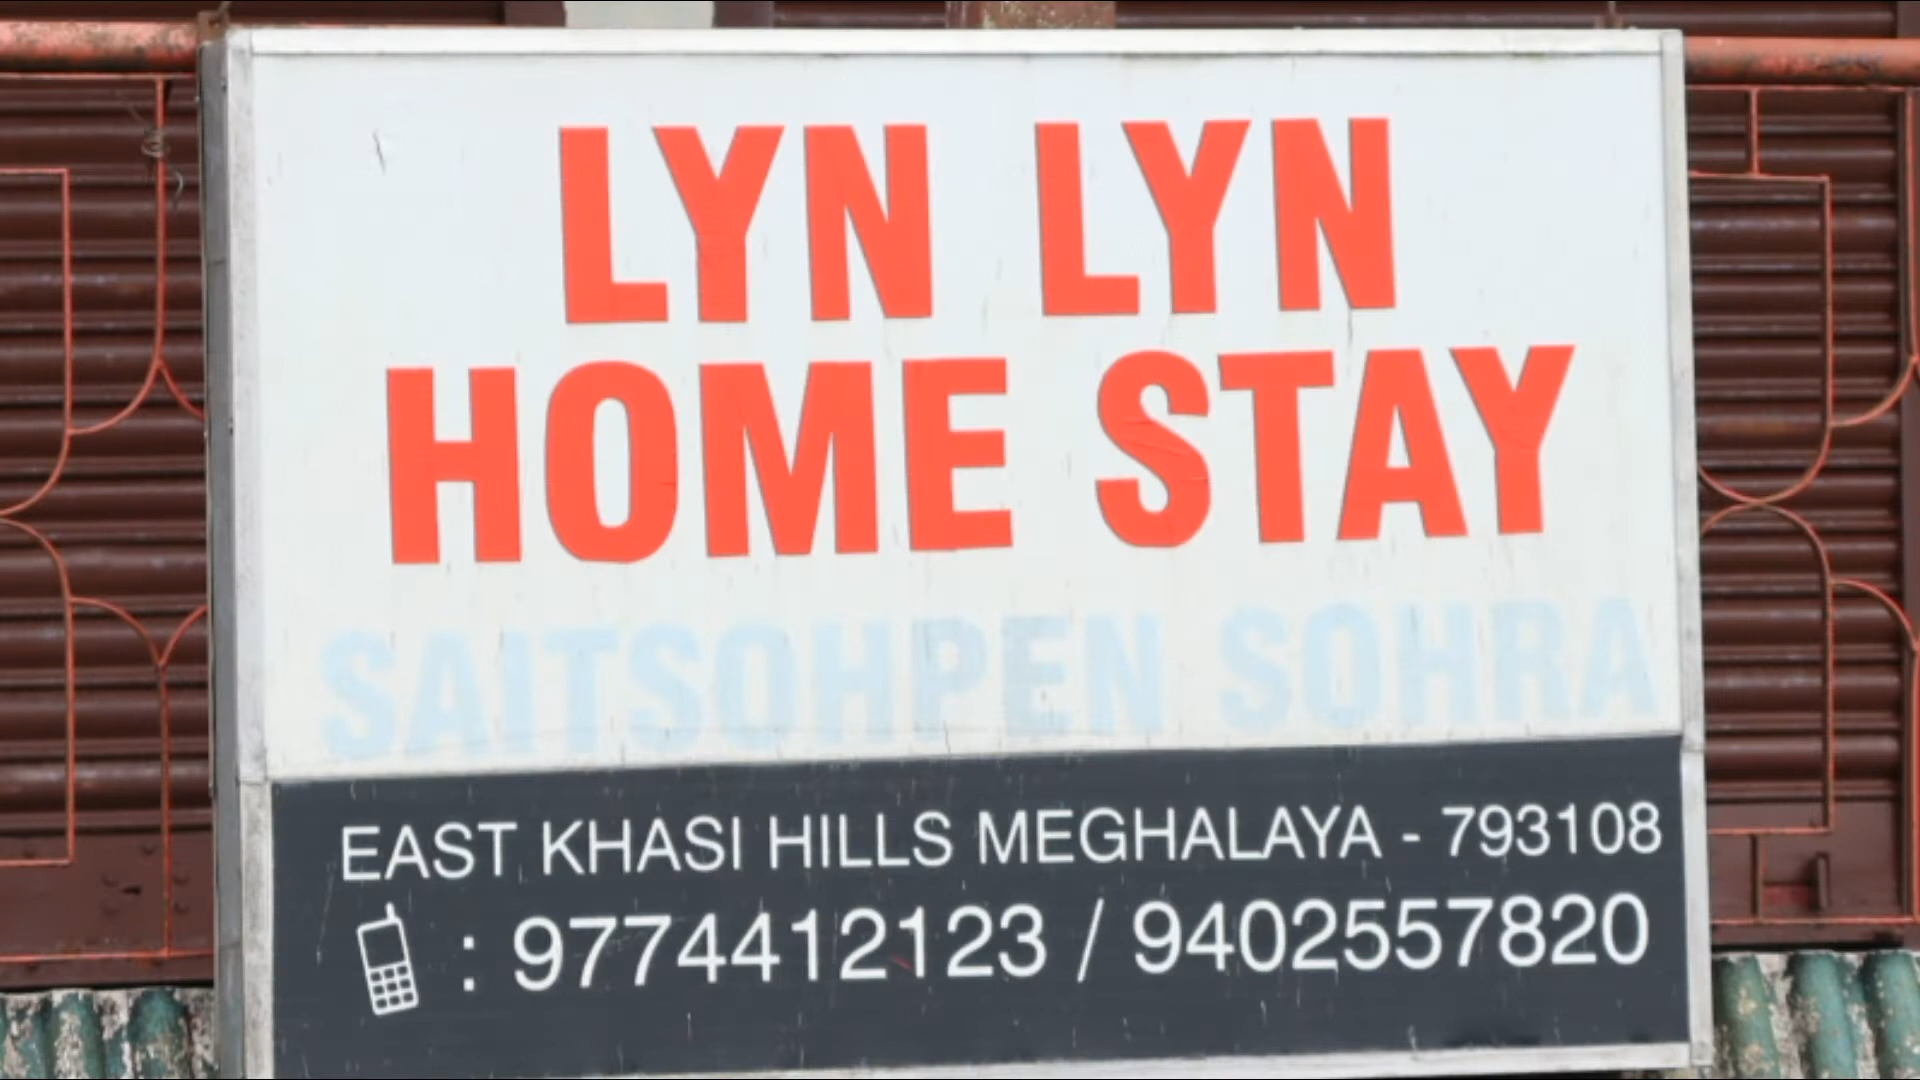 LYN LYN
HOME STAY
SAITSOHPEN SOHRA
EAST KHASI HILLS MEGHALAYA - 793108
: 9774412123 / 9402557820